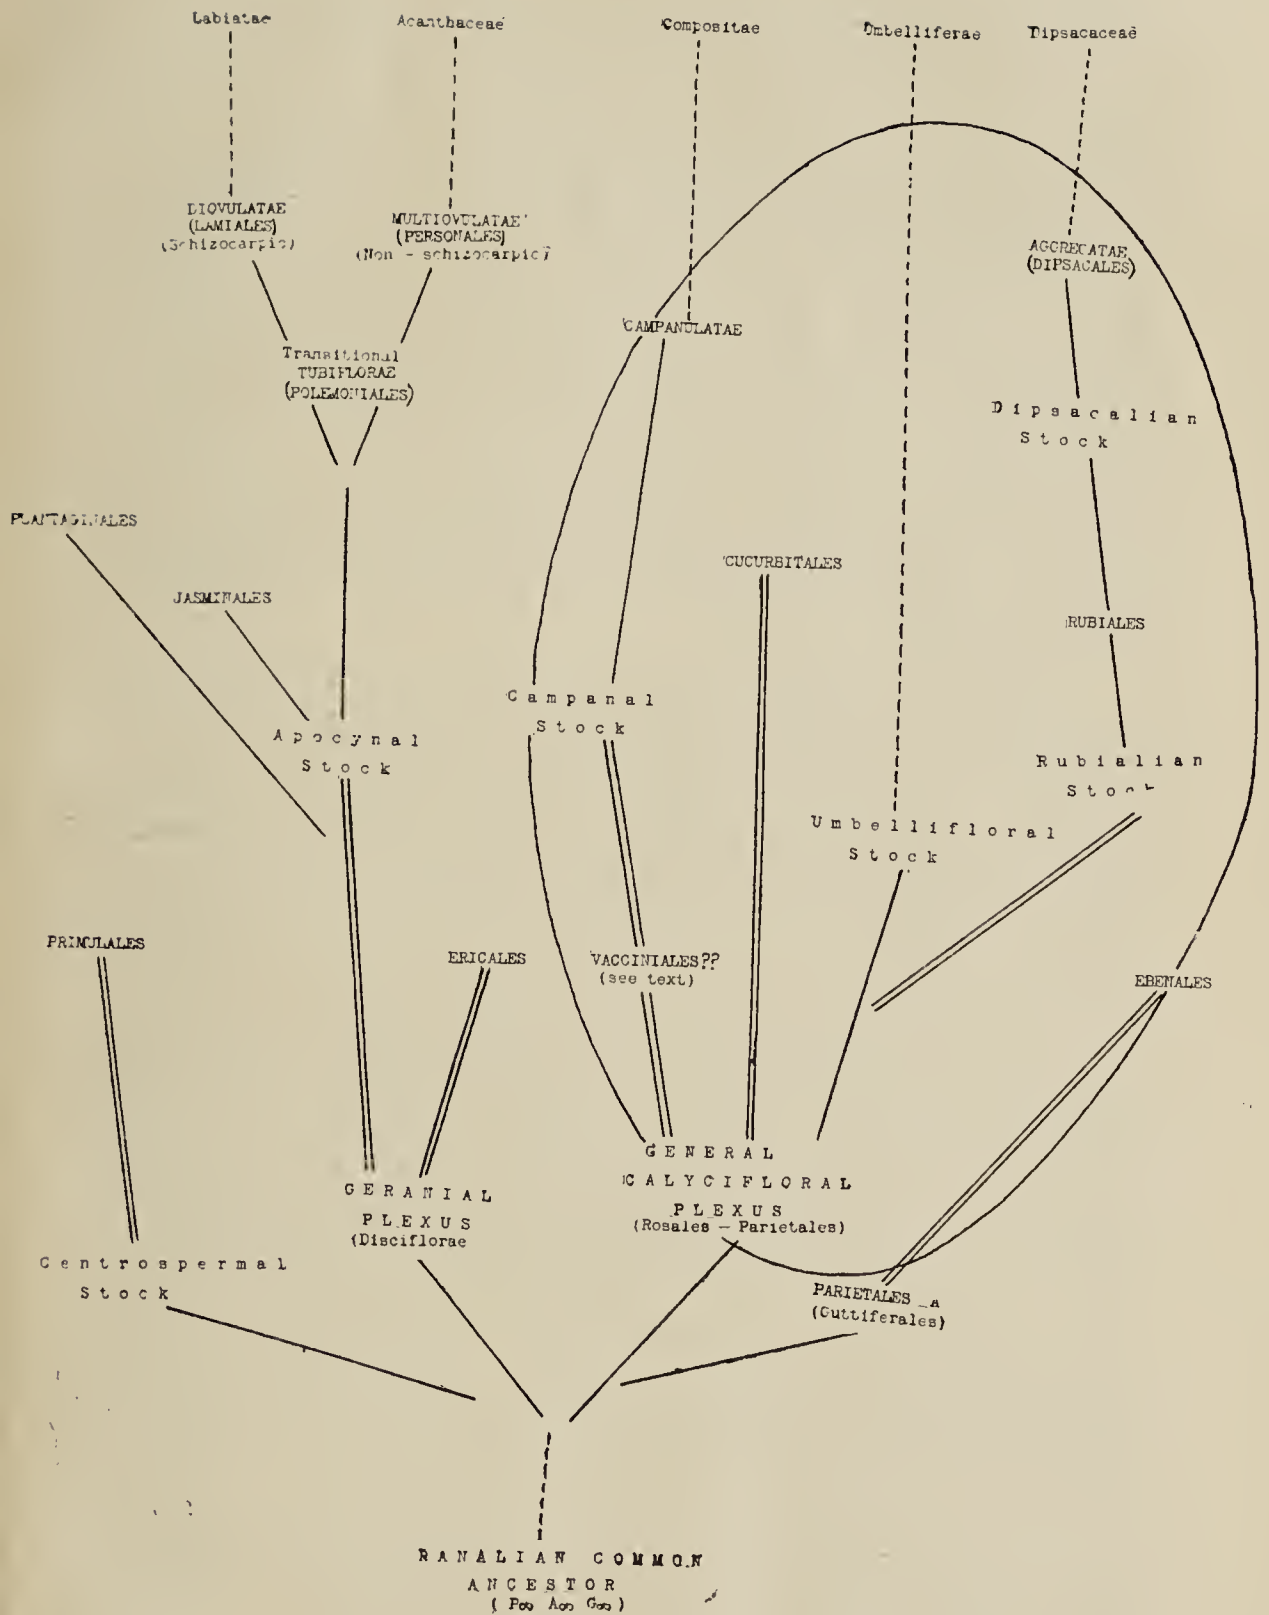 Labiatae
Acanthaceae
Compositae
Umbelliferae
Dipsacaceae
DIOVULATAE
(LAMIALES)
(Schizocarpic)
MULTIOVULATAE
(PERSONALES)
(Non - schizocarpic)
AGGREGATAE
(DIPSACALES)
CAMPANULATAE
Transitional
TUBIFLORAE
(POLEMONIALES)
Dipsacalian
Stock
PLANTAGINALES
CUCURBITALES
JASMINALES
RUBIALES
Campanal
Stock
Apocynal
Stock
Rubialian
Stock
Umbellifloral
Stock
PRIMULALES
ERICALES
VACCINIALES??
(see text)
EBENALES
GENERAL
CALYCIFLORAL
PLEXUS
(Rosales - Parietales)
GERANIAL
PLEXUS
(Disciflorae
Centrospermal
Stock
PARIETALES - A
(Guttiferales)
RANALIAN COMMON
ANCESTOR
( P∞ A∞ G∞ )